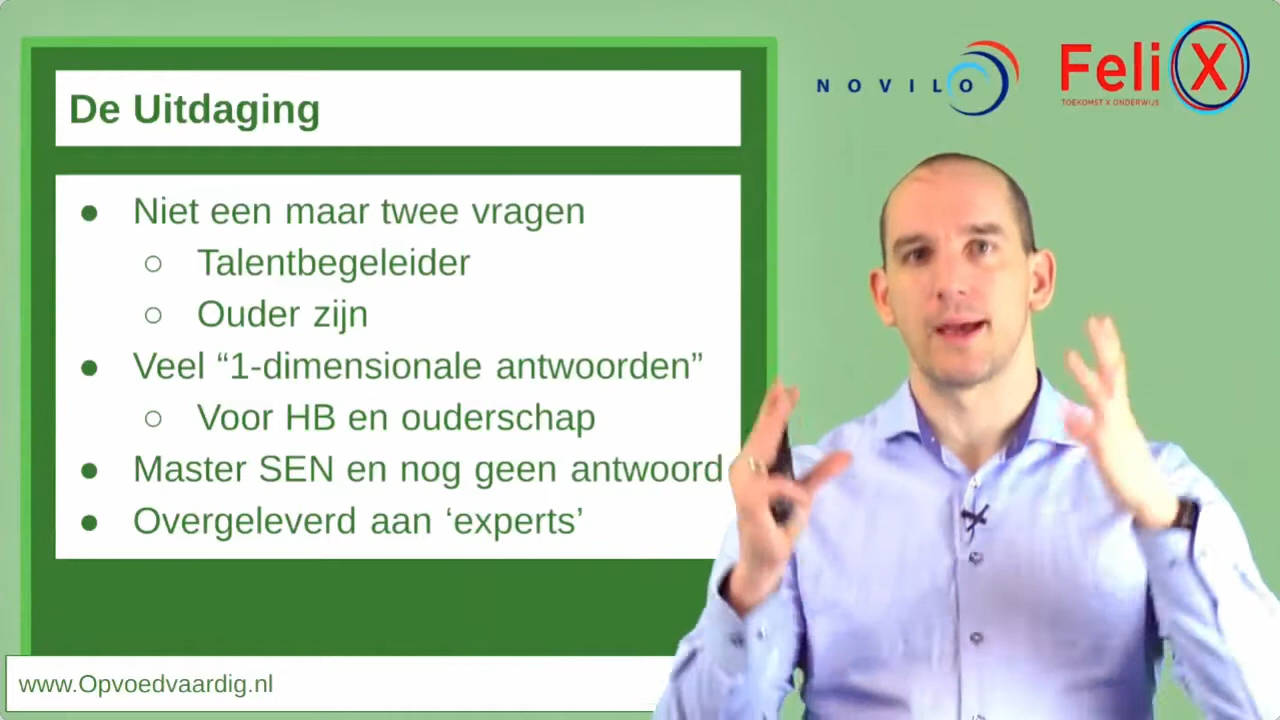 De Uitdaging
NOVILO
FeliX
TOEKOMST X ONDERWIJS
● Niet een maar twee vragen
○ Talentbegeleider
○ Ouder zijn
● Veel “1-dimensionale antwoorden”
○ Voor HB en ouderschap
● Master SEN en nog geen antwoord
● Overgeleverd aan ‘experts’
www.Opvoedvaardig.nl